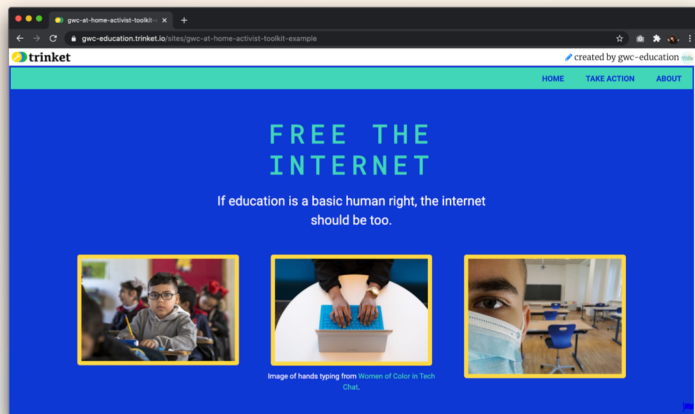 gwc-at-home-activist-toolkit-e
gwc-education.trinket.io/sites/gwc-at-home-activist-toolkit-example
trinket
created by gwc-education
HOME TAKE ACTION ABOUT
FREE THE
INTERNET
If education is a basic human right, the internet
should be too.
Image of hands typing from Women of Color in Tech
Chat.